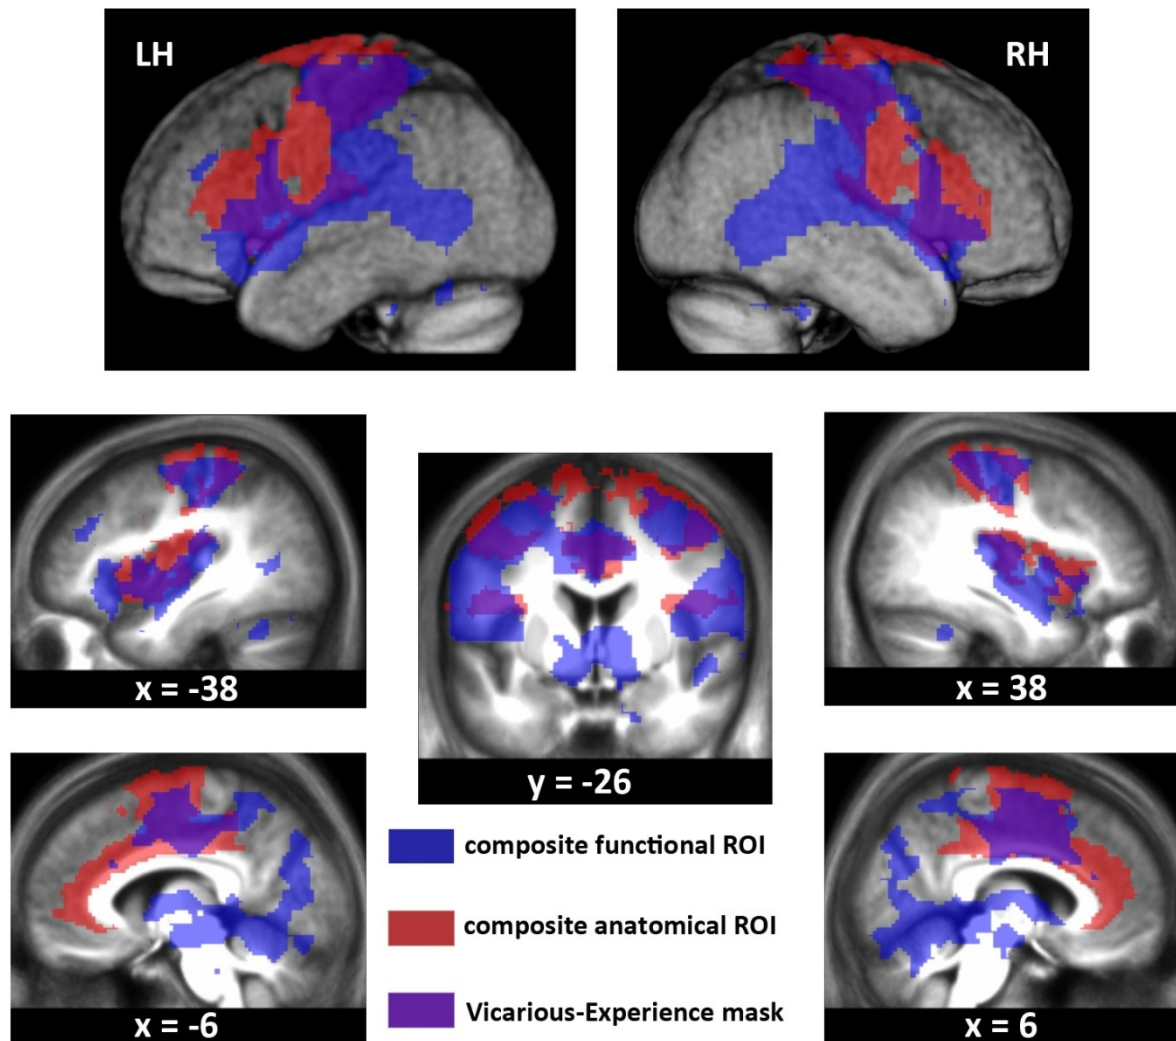 LH
RH
x = -38
x = 38
y = -26
composite functional ROI
composite anatomical ROI
Vicarious-Experience mask
x = -6
x = 6